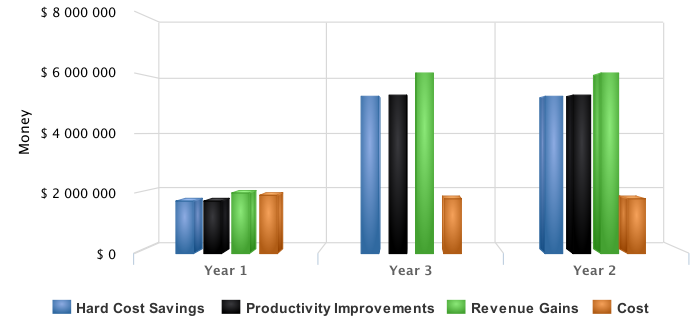 $ 8 000 000
$ 6 000 000
$ 4 000 000
$ 2 000 000
$ 0
Money
Year 1
Year 3
Year 2
Hard Cost Savings
Productivity Improvements
Revenue Gains
Cost